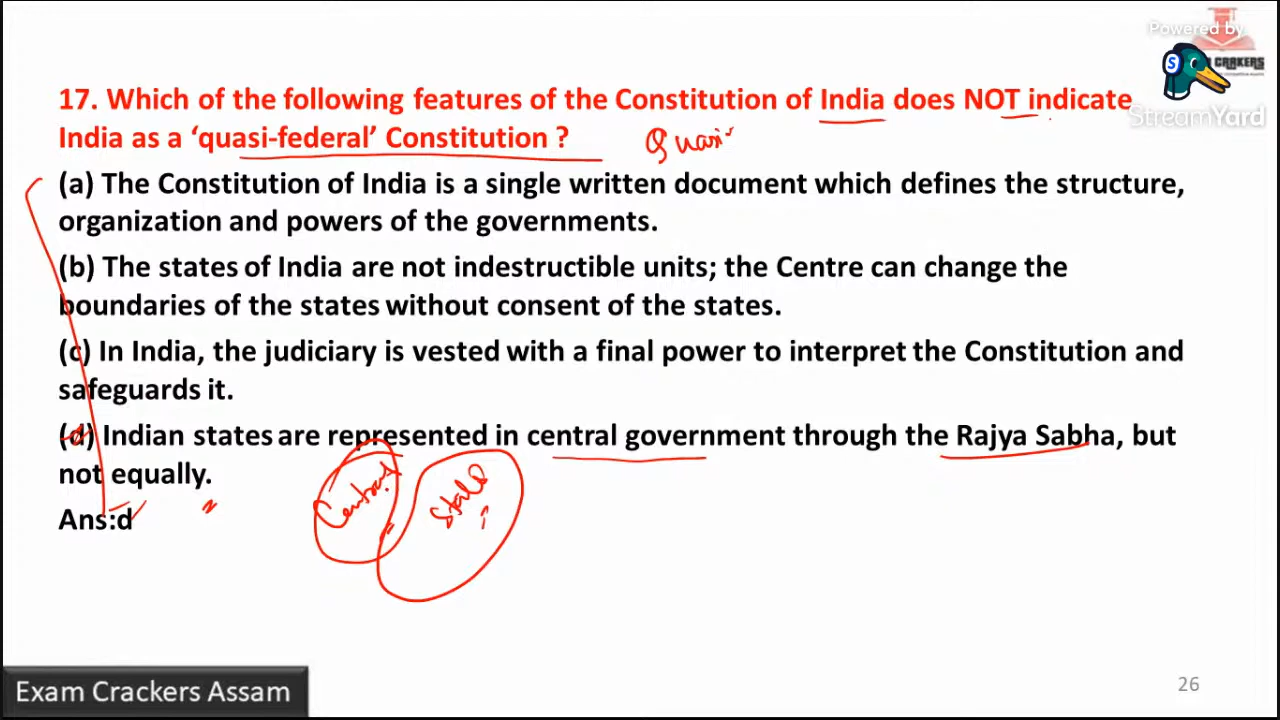 Powered by
CRAKERS
StreamYard
17. Which of the following features of the Constitution of India does NOT indicate
India as a ‘quasi-federal’ Constitution ?
Quasi
(a) The Constitution of India is a single written document which defines the structure,
organization and powers of the governments.
(b) The states of India are not indestructible units; the Centre can change the
boundaries of the states without consent of the states.
(c) In India, the judiciary is vested with a final power to interpret the Constitution and
safeguards it.
(d) Indian states are represented in central government through the Rajya Sabha, but
not equally.
Central
State
Ans:d
Exam Crackers Assam
26